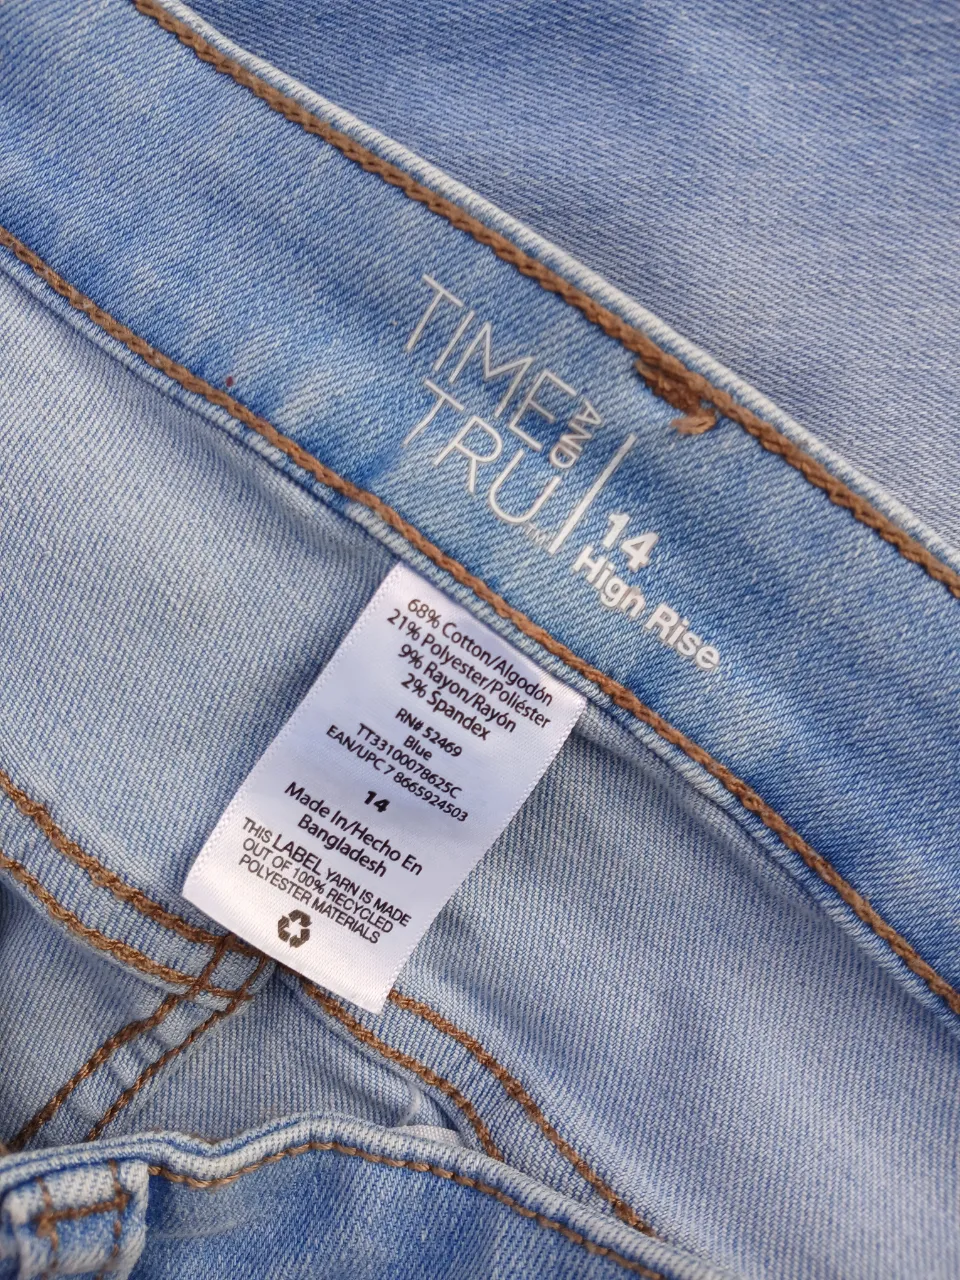 TIME
AND
TRU™
14
High Rise
68% Cotton/Algodón
21% Polyester/Poliéster
9% Rayon/Rayón
2% Spandex
RN# 52469
Blue
TT33100078625C
EAN/UPC 7 8665924503
14
Made In/Hecho En
Bangladesh
THIS LABEL YARN IS MADE
OUT OF 100% RECYCLED
POLYESTER MATERIALS